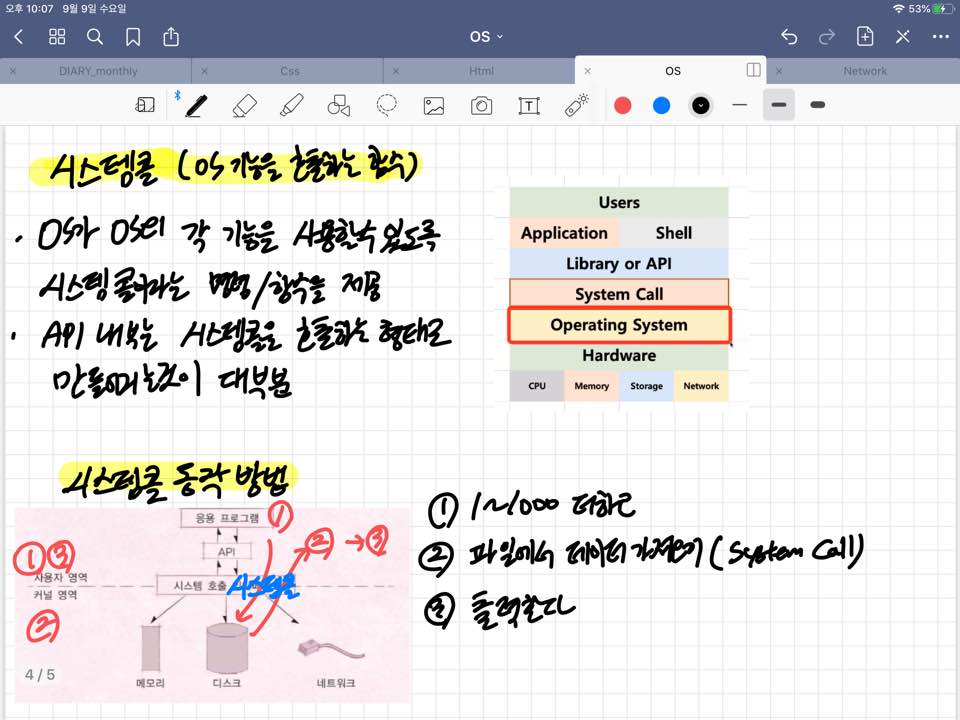 오후 10:07 9월 9일 수요일
53%
OS
DIARY_monthly
Css
Html
OS
Network
시스템콜 (OS 기능을 호출하는 함수)
· OS가 OS의 각 기능을 사용할수 있도록
시스템콜이라는 명령/함수를 제공
· API 내부는 시스템콜을 호출하는 형태로
만들어지는것이 대부분
Users
Application Shell
Library or API
System Call
Operating System
Hardware
CPU Memory Storage Network
시스템콜 동작 방법
응용 프로그램 ①
API ② → ③
①③
사용자 영역
시스템 호출 시스템콜
커널 영역
②
메모리 디스크 네트워크
4 / 5
① 1~1000 더하고
② 파일에서 데이터 가져오기 (System Call)
③ 출력한다